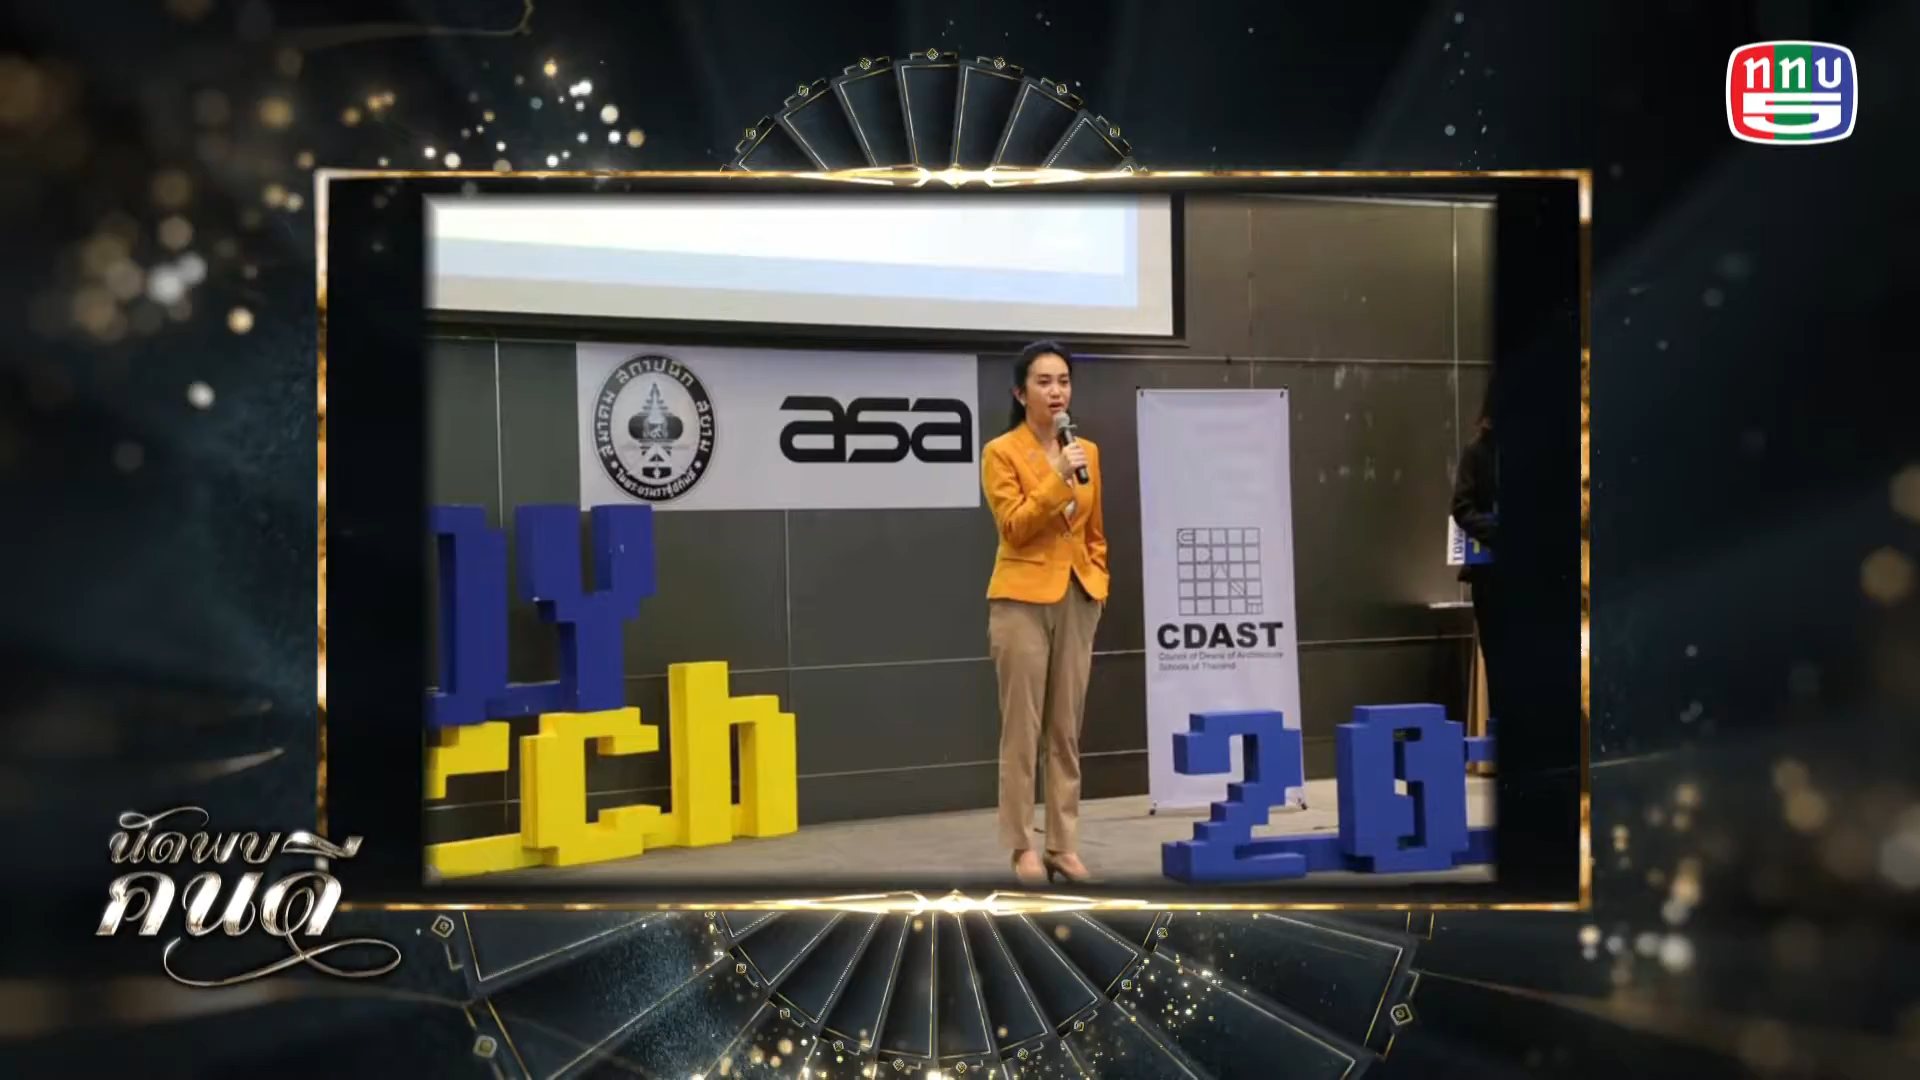 ททบ
5
สมาคม สถาปนิก สยาม
ในพระบรมราชูปถัมภ์
asa
CDAST
Council of Deans of Architecture
Schools of Thailand
ly
rch
20
นัดพบ
คนดี